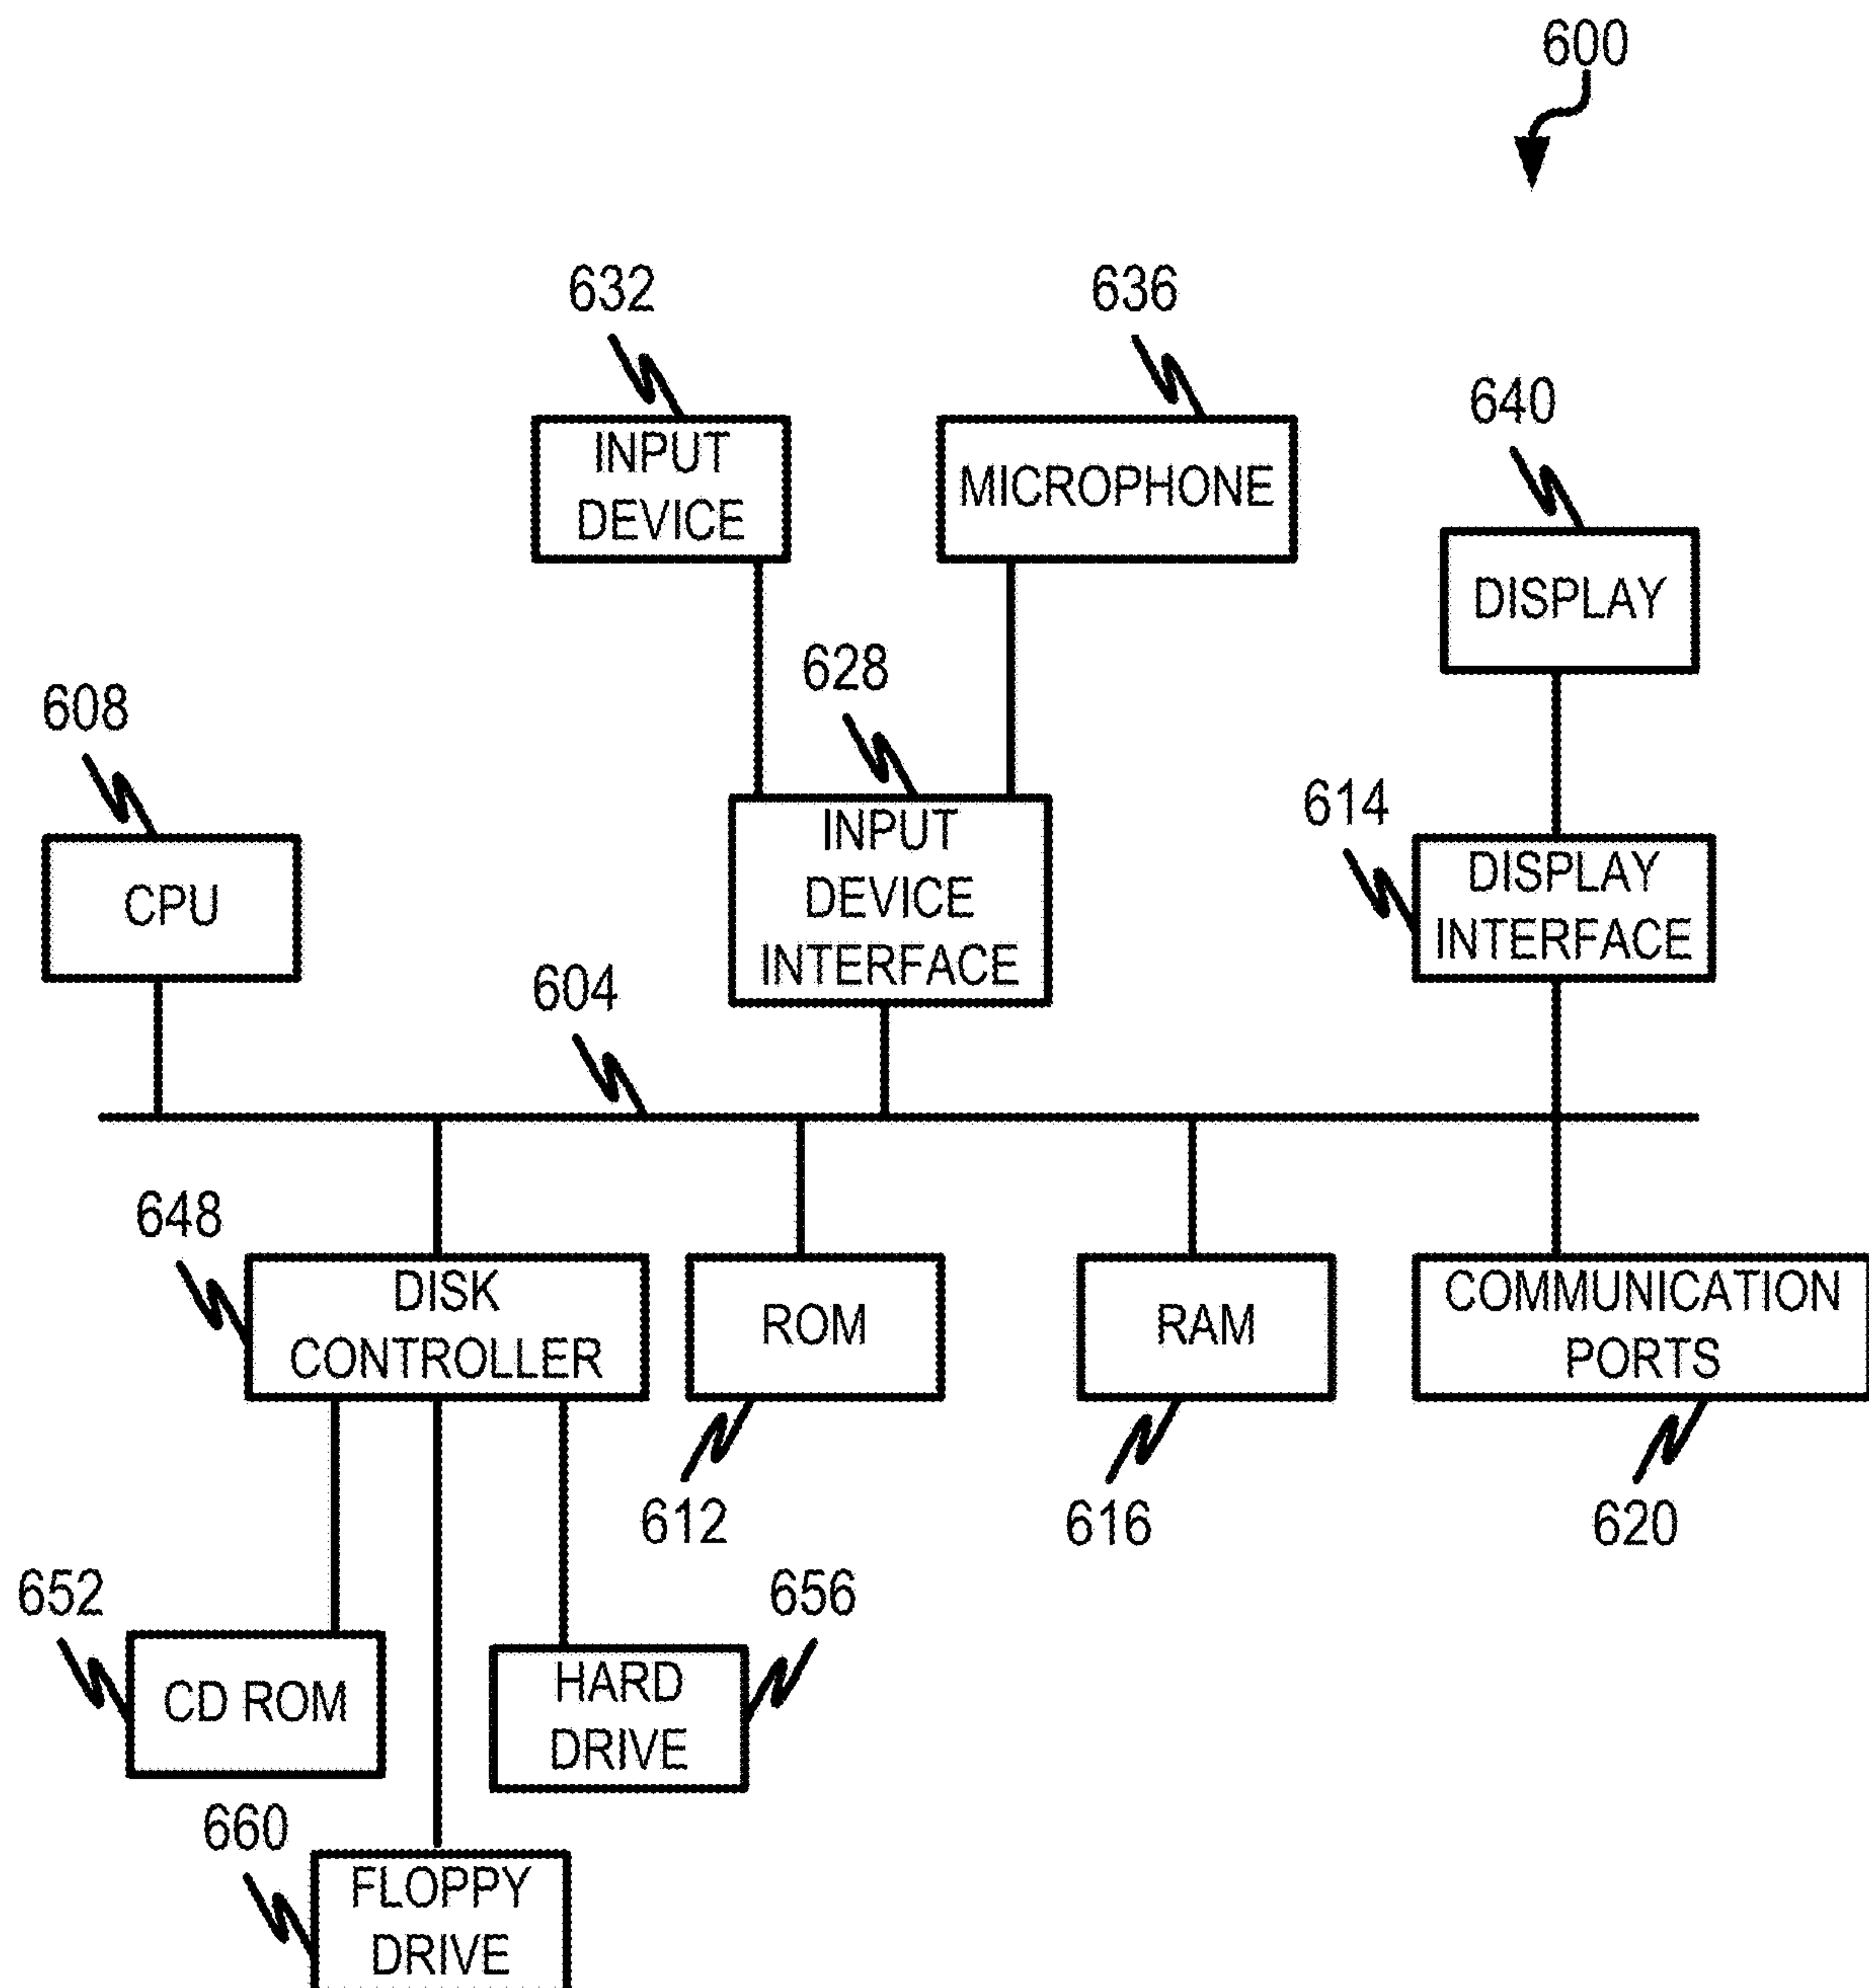 600
632
636
640
INPUT
DEVICE
MICROPHONE
DISPLAY
628
608
614
INPUT
DEVICE
INTERFACE
DISPLAY
INTERFACE
CPU
604
648
DISK
CONTROLLER
ROM
RAM
COMMUNICATION
PORTS
612
616
620
652
656
CD ROM
HARD
DRIVE
660
FLOPPY
DRIVE